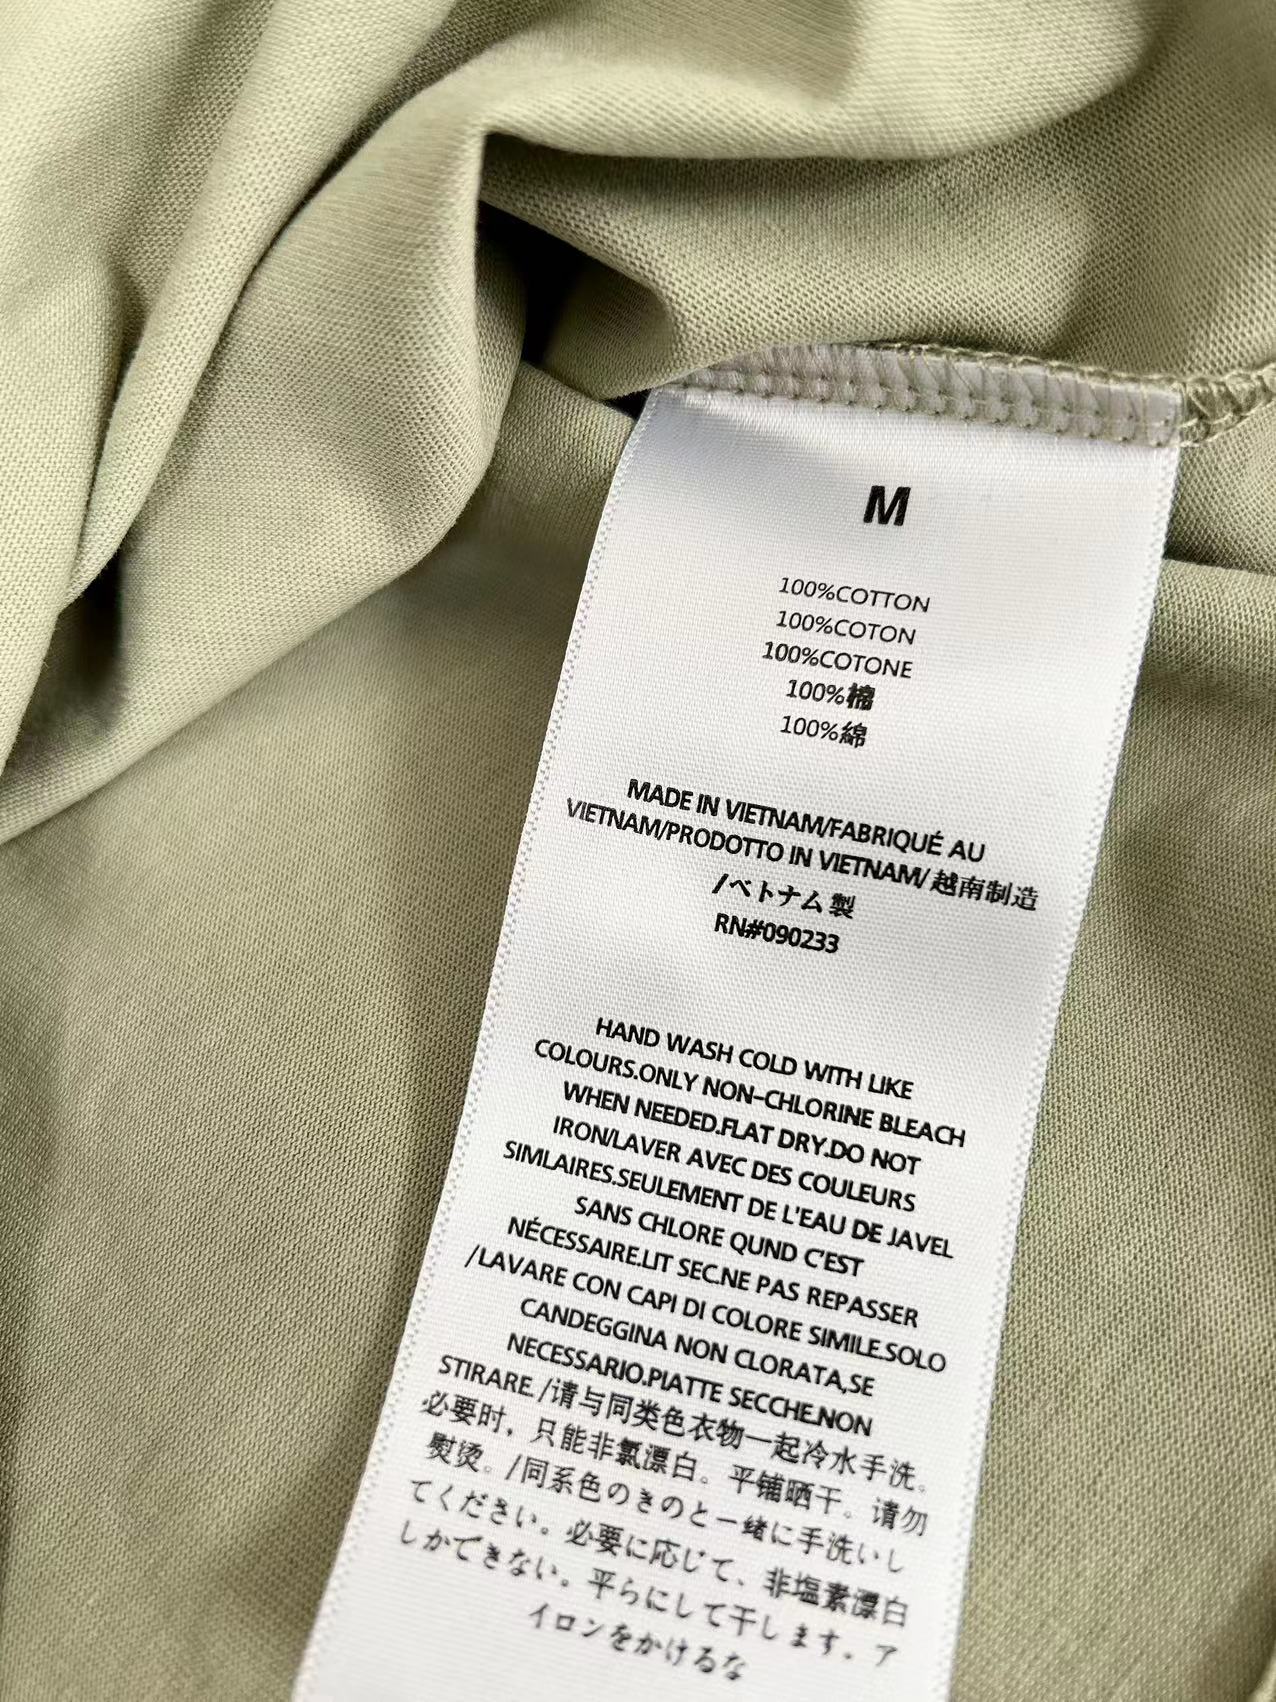 M
100%COTTON
100%COTON
100%COTONE
100%棉
100%綿
MADE IN VIETNAM/FABRIQUÉ AU
VIETNAM/PRODOTTO IN VIETNAM/越南制造
/ベトナム製
RN#090233
HAND WASH COLD WITH LIKE
COLOURS.ONLY NON-CHLORINE BLEACH
WHEN NEEDED.FLAT DRY.DO NOT
IRON/LAVER AVEC DES COULEURS
SIMLAIRES.SEULEMENT DE L'EAU DE JAVEL
SANS CHLORE QUND C'EST
NÉCESSAIRE.LIT SEC.NE PAS REPASSER
/LAVARE CON CAPI DI COLORE SIMILE.SOLO
CANDEGGINA NON CLORATA,SE
NECESSARIO.PIATTE SECCHE.NON
STIRARE./请与同类色衣物一起冷水手洗。
必要时，只能非氯漂白。平铺晒干。请勿
熨烫。/同系色のきのと一緒に手洗いし
てください。必要に応じて、非塩素漂白
しかできない。平らにして干します。ア
イロンをかけるな